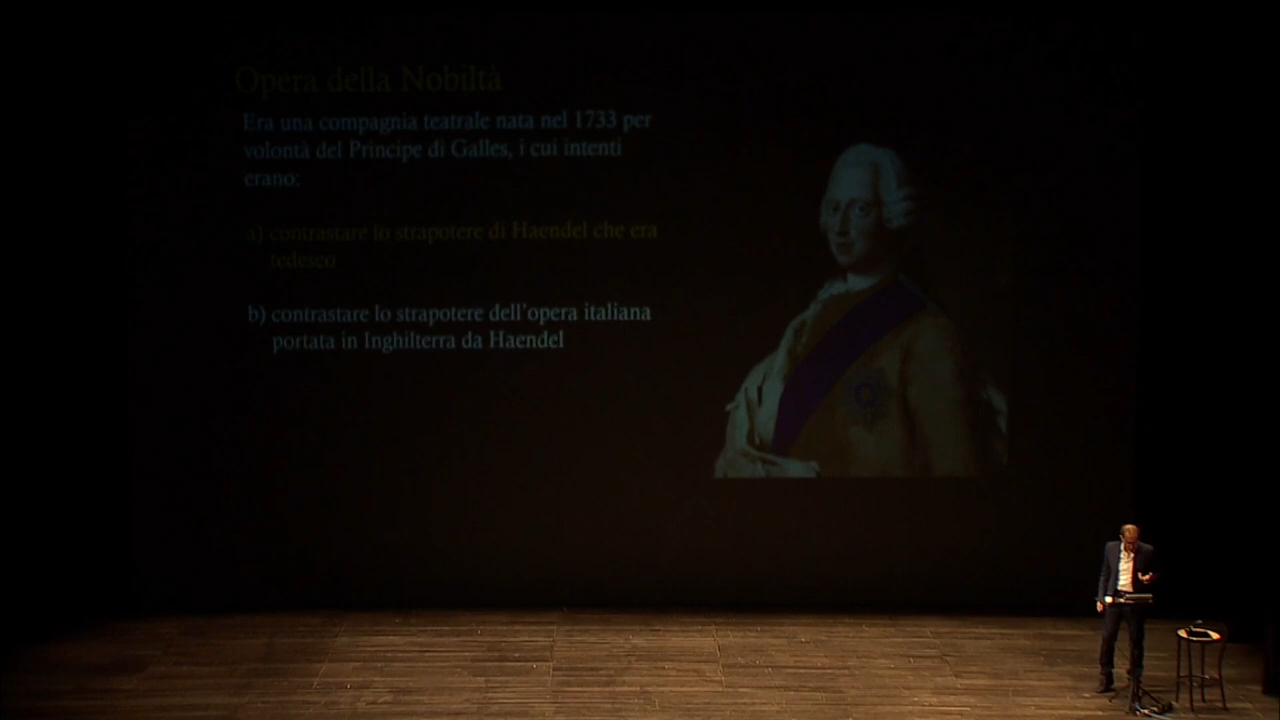 Opera della Nobiltà
Era una compagnia teatrale nata nel 1733 per
volontà del Principe di Galles, i cui intenti
erano:
a) contrastare lo strapotere di Haendel che era
tedesco
b) contrastare lo strapotere dell'opera italiana
portata in Inghilterra da Haendel